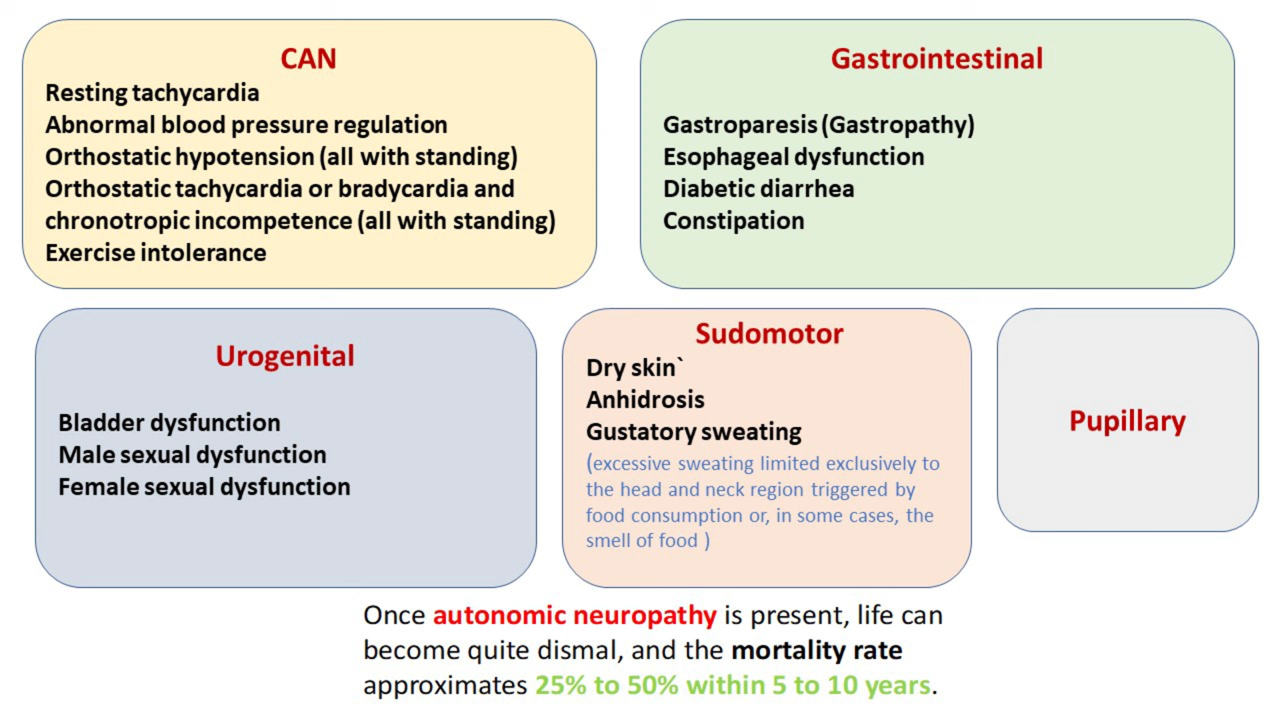 CAN
Resting tachycardia
Abnormal blood pressure regulation
Orthostatic hypotension (all with standing)
Orthostatic tachycardia or bradycardia and
chronotropic incompetence (all with standing)
Exercise intolerance
Gastrointestinal
Gastroparesis (Gastropathy)
Esophageal dysfunction
Diabetic diarrhea
Constipation
Urogenital
Bladder dysfunction
Male sexual dysfunction
Female sexual dysfunction
Sudomotor
Dry skin`
Anhidrosis
Gustatory sweating
(excessive sweating limited exclusively to
the head and neck region triggered by
food consumption or, in some cases, the
smell of food )
Pupillary
Once autonomic neuropathy is present, life can
become quite dismal, and the mortality rate
approximates 25% to 50% within 5 to 10 years.